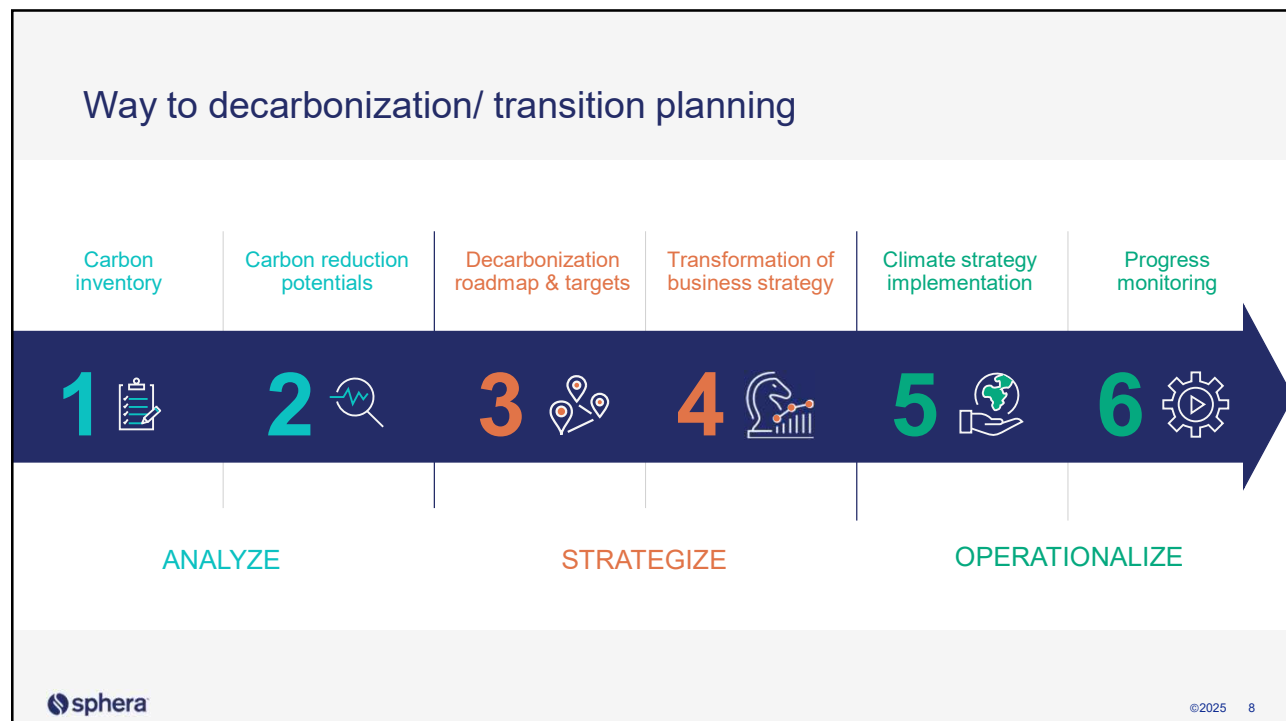 Way to decarbonization/ transition planning
Carbon
inventory
Carbon reduction
potentials
Decarbonization
roadmap & targets
Transformation of
business strategy
Climate strategy
implementation
Progress
monitoring
1
2
3
4
5
6
ANALYZE
STRATEGIZE
OPERATIONALIZE
sphera
©2025 8